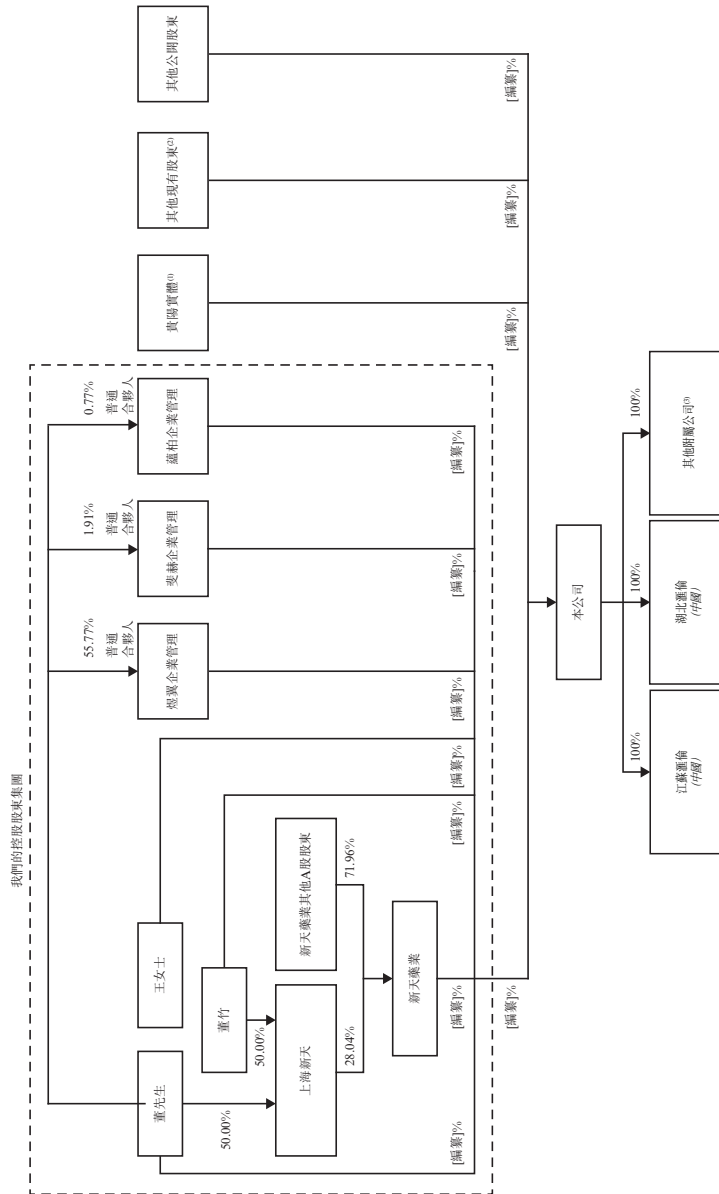 我們的控股股東集團
董先生
王女士
董竹
50.00%
50.00%
上海新天
新天藥業其他A股股東
28.04%
71.96%
新天藥業
55.77%
普通
合夥人
煜翼企業管理
1.91%
普通
合夥人
斐赫企業管理
0.77%
普通
合夥人
蘊柏企業管理
貴陽實體(1)
其他現有股東(2)
其他公開股東
[編纂]%
[編纂]%
[編纂]%
[編纂]%
[編纂]%
[編纂]%
[編纂]%
[編纂]%
[編纂]%
[編纂]%
[編纂]%
本公司
100%
100%
100%
江蘇滙倫
(中國)
湖北滙倫
(中國)
其他附屬公司(3)